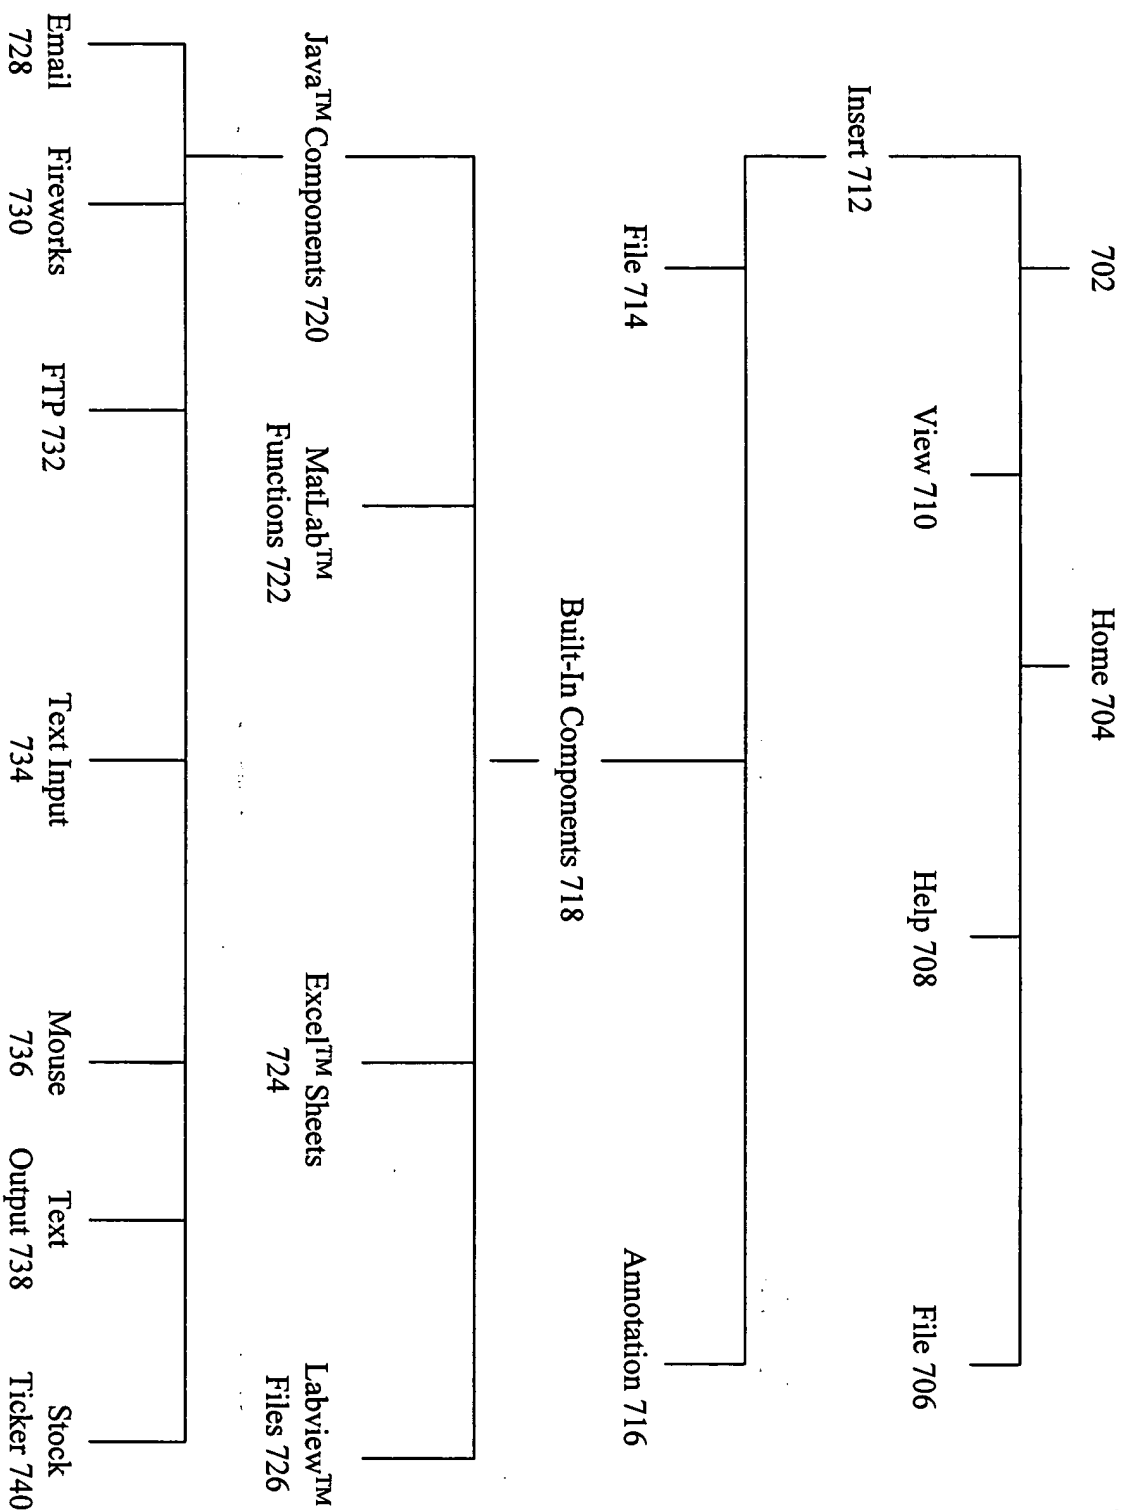 702
Home 704
Insert 712
View 710
Help 708
File 706
File 714
Built-In Components 718
Annotation 716
Java™ Components 720
MatLab™
Functions 722
Excel™ Sheets
724
Labview™
Files 726
Email
728
Fireworks
730
FTP 732
Text Input
734
Mouse
736
Text
Output 738
Stock
Ticker 740